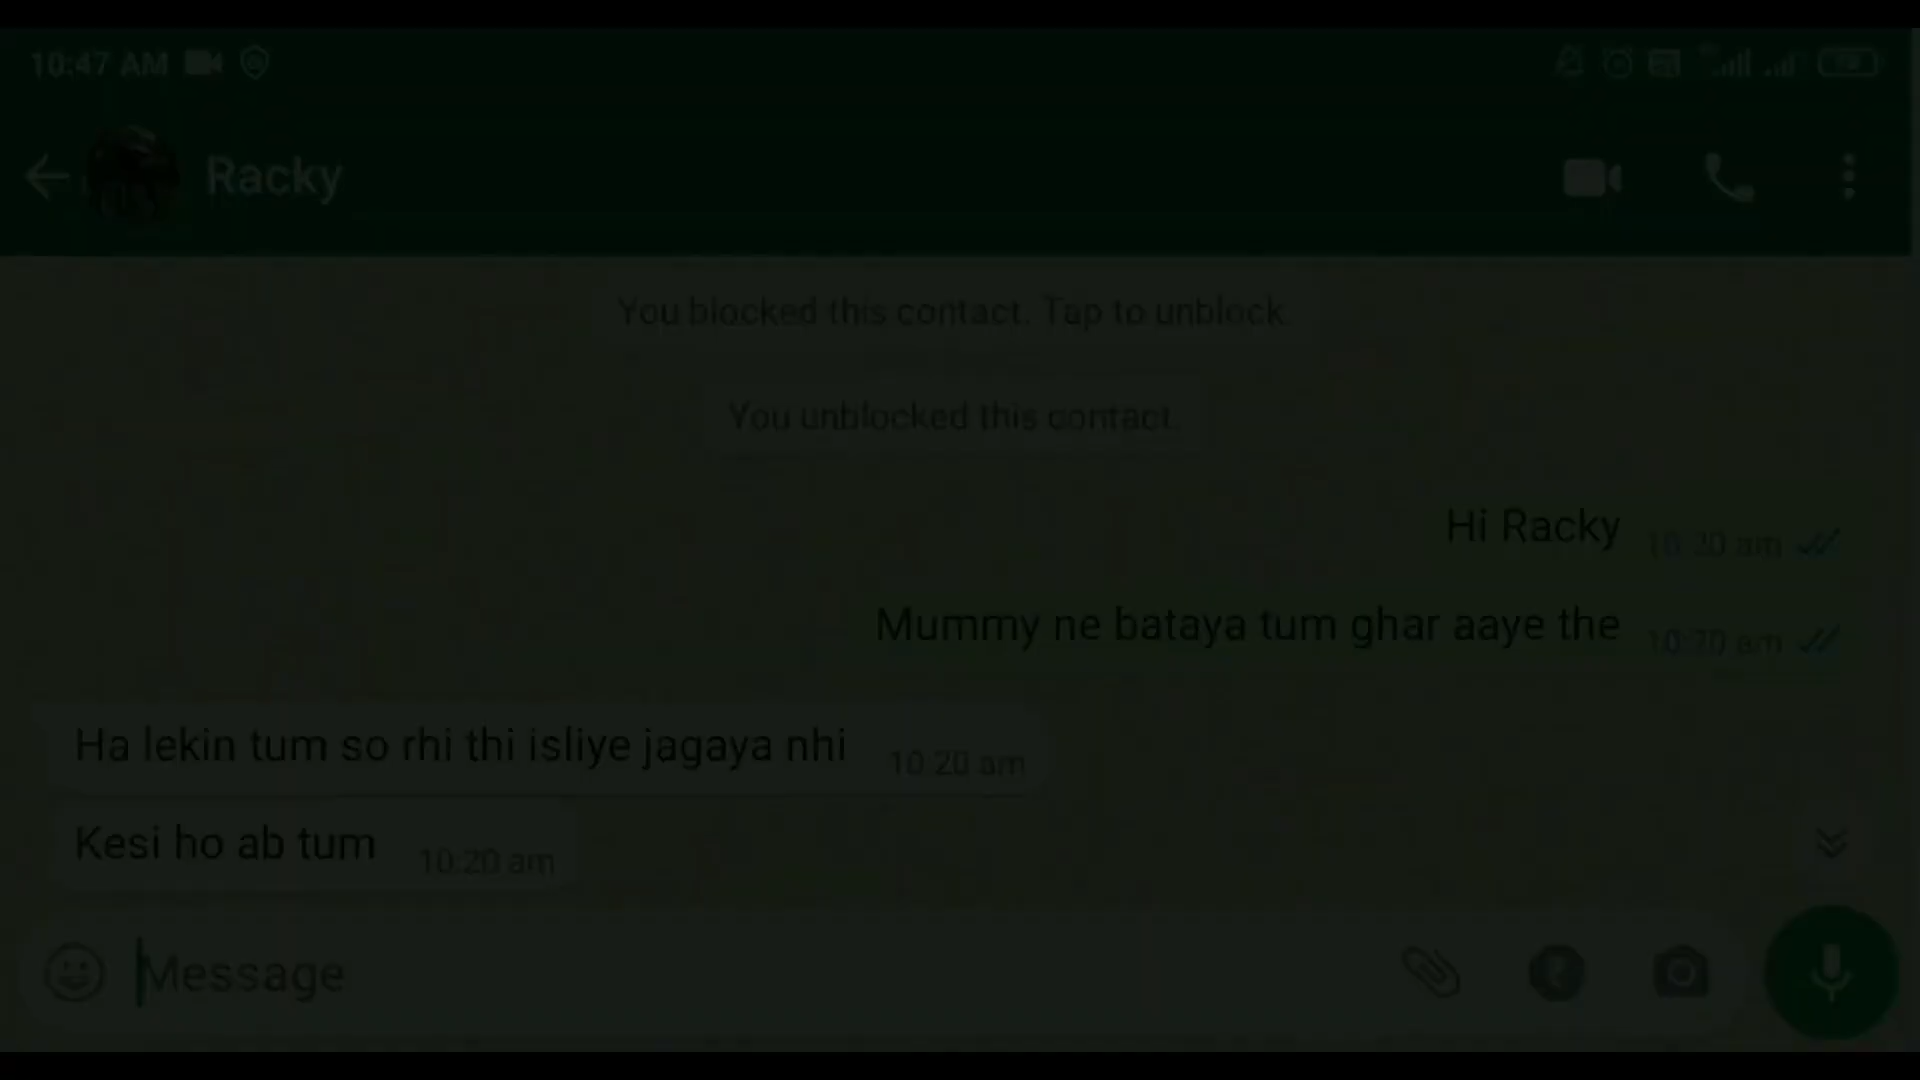 10:47 AM
Racky
You blocked this contact. Tap to unblock.
You unblocked this contact.
Hi Racky 10:20 am
Mummy ne bataya tum ghar aaye the 10:20 am
Ha lekin tum so rhi thi isliye jagaya nhi 10:20 am
Kesi ho ab tum 10:20 am
Message